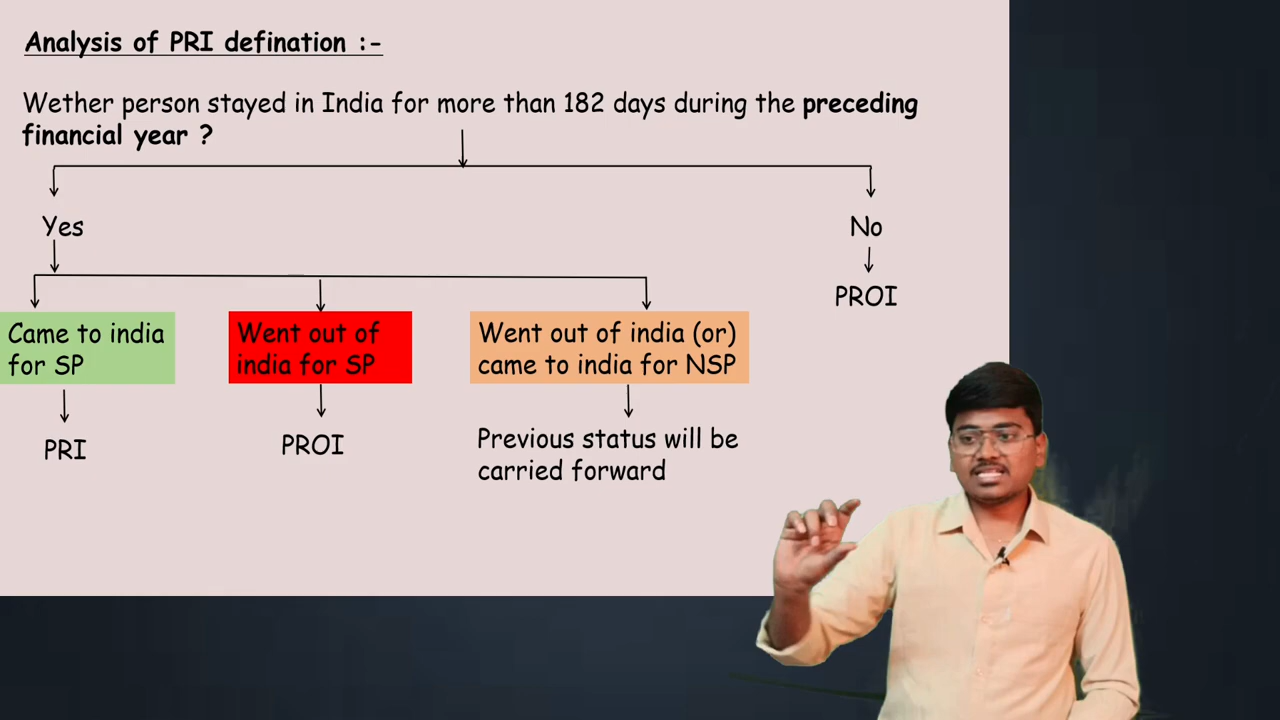 Analysis of PRI defination :-
Wether person stayed in India for more than 182 days during the preceding
financial year ?
Yes
No
PROI
Came to india
for SP
Went out of
india for SP
Went out of india (or)
came to india for NSP
PRI
PROI
Previous status will be
carried forward